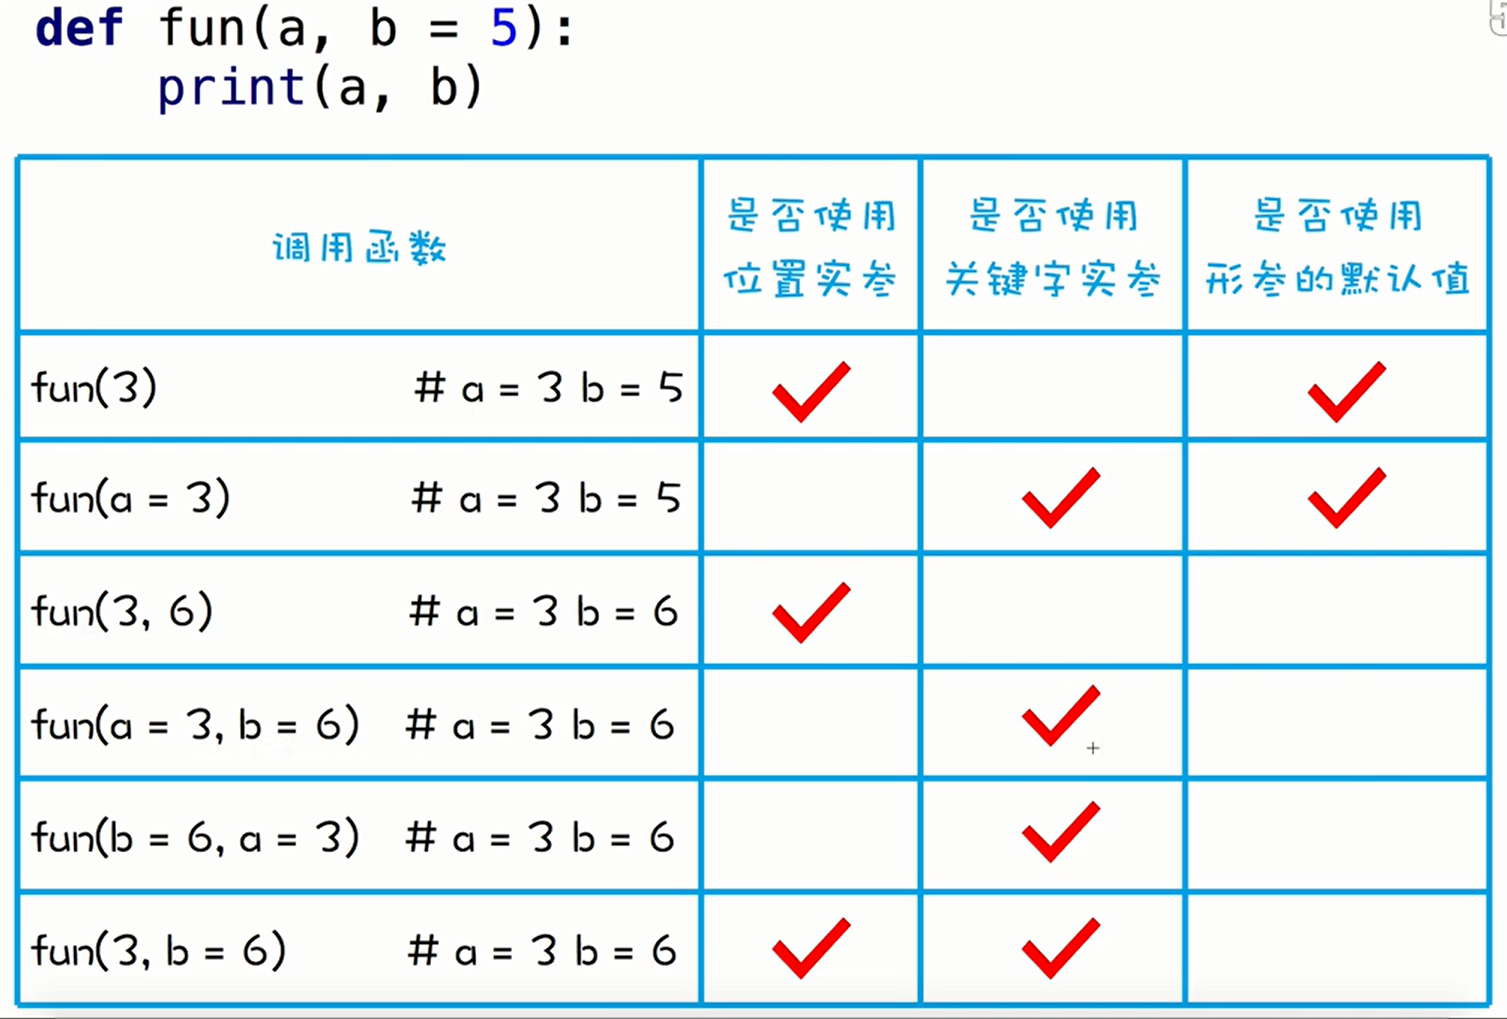 def fun(a, b = 5):
print(a, b)
调用函数
是否使用
位置实参
是否使用
关键字实参
是否使用
形参的默认值
fun(3) # a = 3 b = 5
fun(a = 3) # a = 3 b = 5
fun(3, 6) # a = 3 b = 6
fun(a = 3, b = 6) # a = 3 b = 6
fun(b = 6, a = 3) # a = 3 b = 6
fun(3, b = 6) # a = 3 b = 6